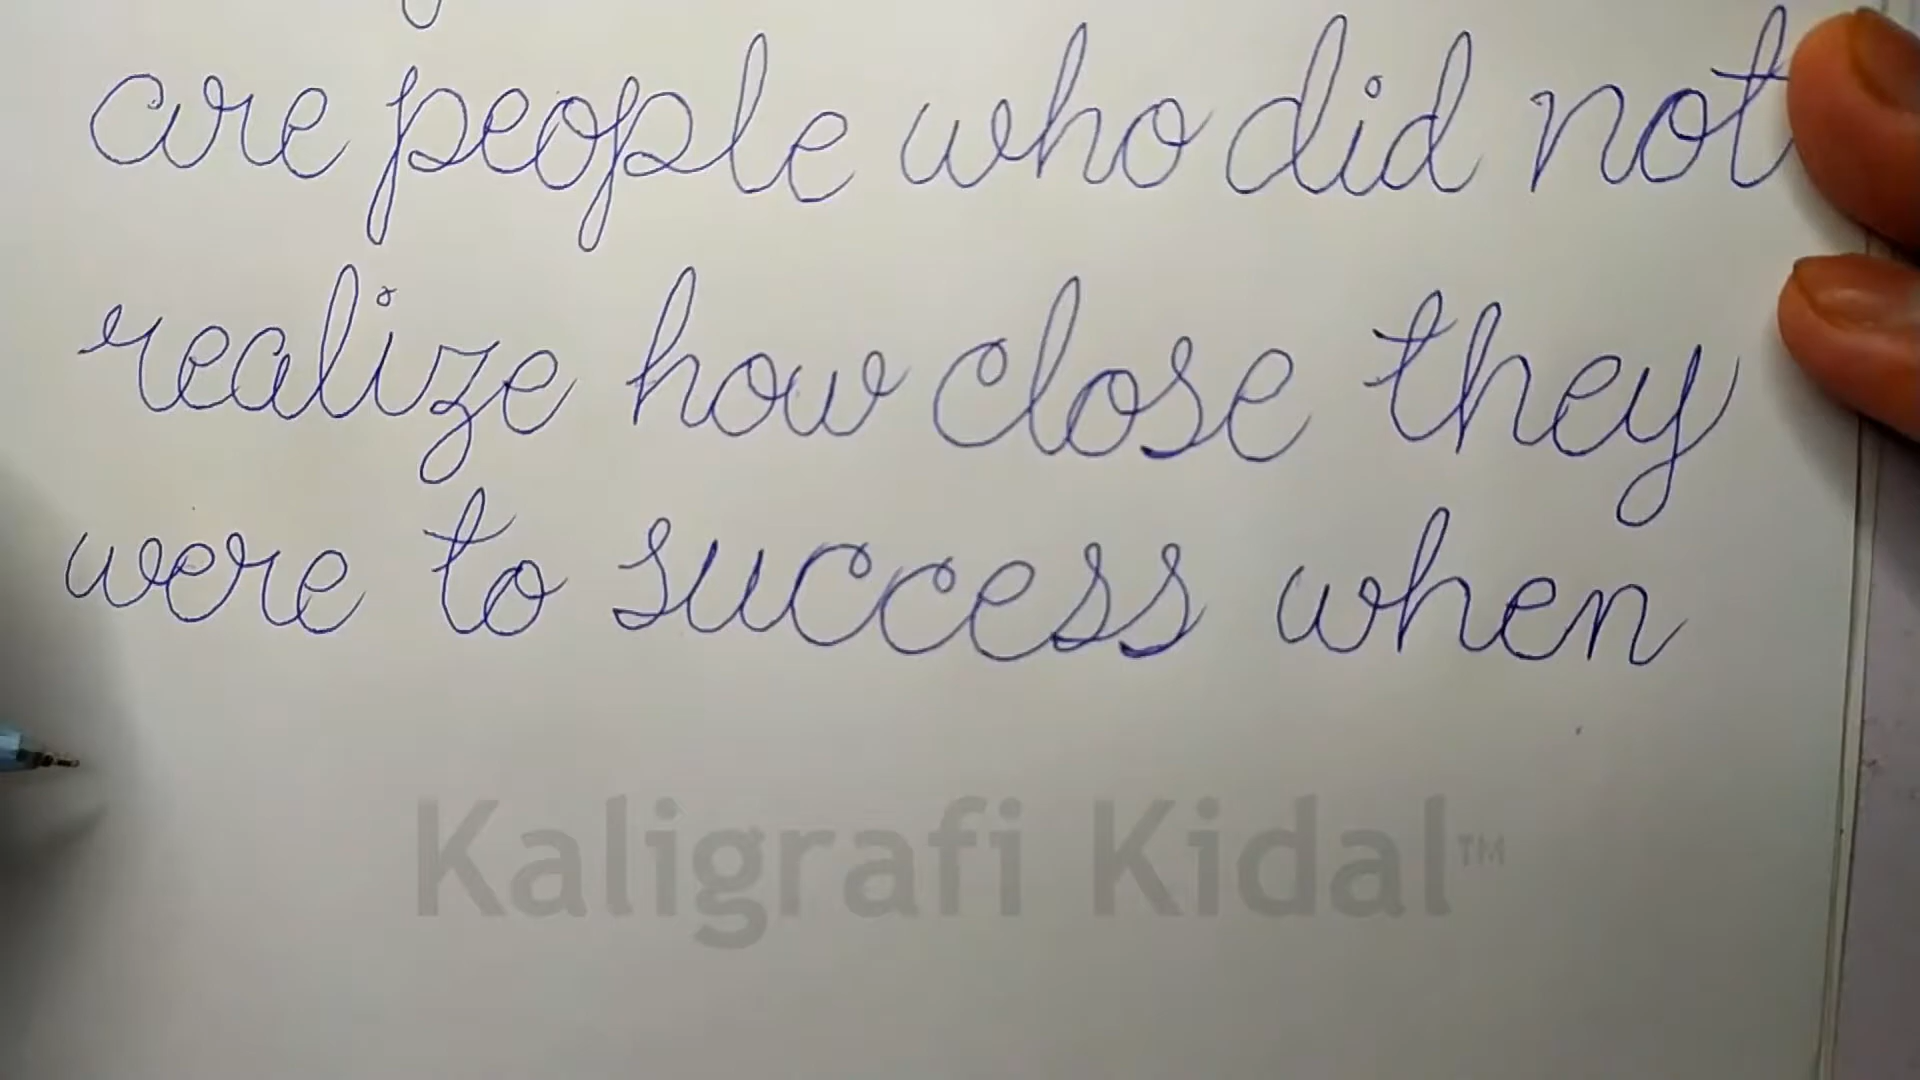 are people who did not
realize how close they
were to success when
Kaligrafi Kidal™